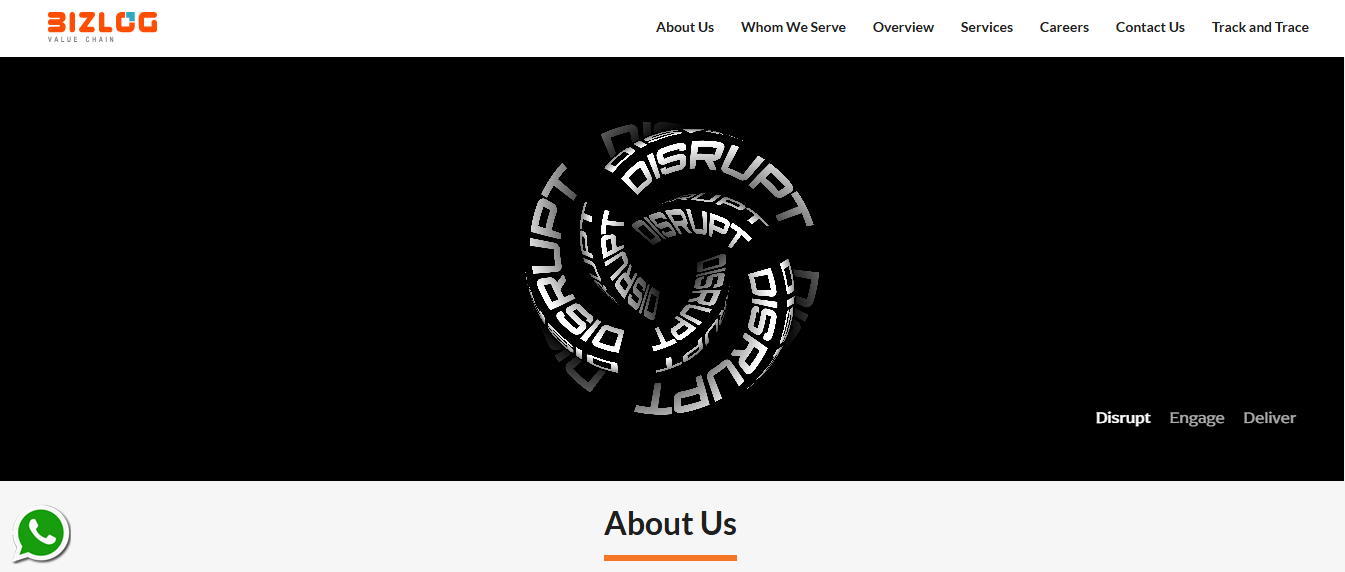 BIZLOG
VALUE CHAIN
About Us Whom We Serve Overview Services Careers Contact Us Track and Trace
DISRUPT
DISRUPT
DISRUPT
DISRUPT
DISRUPT
DISRUPT
DISRUPT
DISRUPT
DISRUPT
Disrupt Engage Deliver
About Us